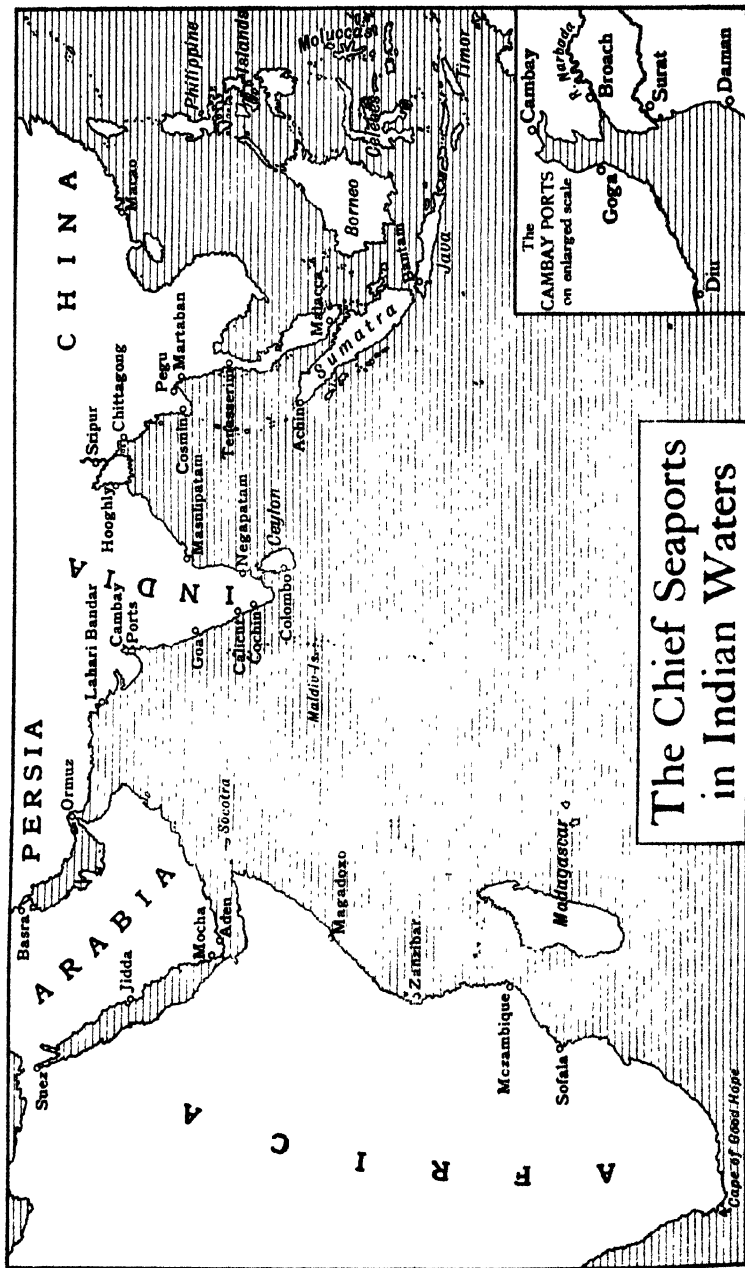 The Chief Seaports
in Indian Waters
The
CAMBAY PORTS
on enlarged scale
Cambay
R. Narbada
Broach
Surat
Daman
Goga
Diu
CHINA
PERSIA
ARABIA
INDIA
AFRICA
Suez
Jidda
Mocha
Aden
Basra
Ormuz
Socotra
Magadoxo
Zanzibar
Mozambique
Sofala
Madagascar
Cape of Good Hope
Lahari Bandar
Cambay
Ports
Goa
Calicut
Cochin
Colombo
Ceylon
Negapatam
Masulipatam
Maldiv Is.
Hooghly
Sripur
Chittagong
Cosmin
Pegu
Martaban
Tenasserim
Achin
Malacca
Sumatra
Bantam
Java
Borneo
Celebes
Timor
Moluccas
Philippine
Islands
Macao